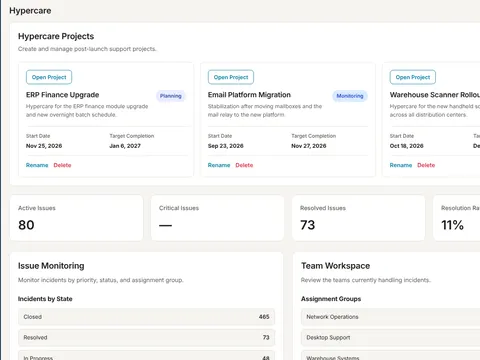 Hypercare
Hypercare Projects
Create and manage post-launch support projects.
Open Project
ERP Finance Upgrade
Planning
Hypercare for the ERP finance module upgrade
and new overnight batch schedule.
Start Date
Target Completion
Nov 25, 2026
Jan 6, 2027
Rename Delete
Open Project
Email Platform Migration
Monitoring
Stabilization after moving mailboxes and the
mail relay to the new platform
Start Date
Target Completion
Sep 23, 2026
Nov 27, 2026
Rename Delete
Open Project
Warehouse Scanner
Hypercare for the new handheld
across all distribution centers
Start Date
Oct 18, 2026
Rename Delete
Active Issues
80
Critical Issues
—
Resolved Issues
73
Resolution
11%
Issue Monitoring
Monitor incidents by priority, status, and assignment group.
Incidents by State
Closed 465
Resolved 73
In Progress 48
Team Workspace
Review the teams currently handling incidents.
Assignment Groups
Network Operations
Desktop Support
Warehouse Systems